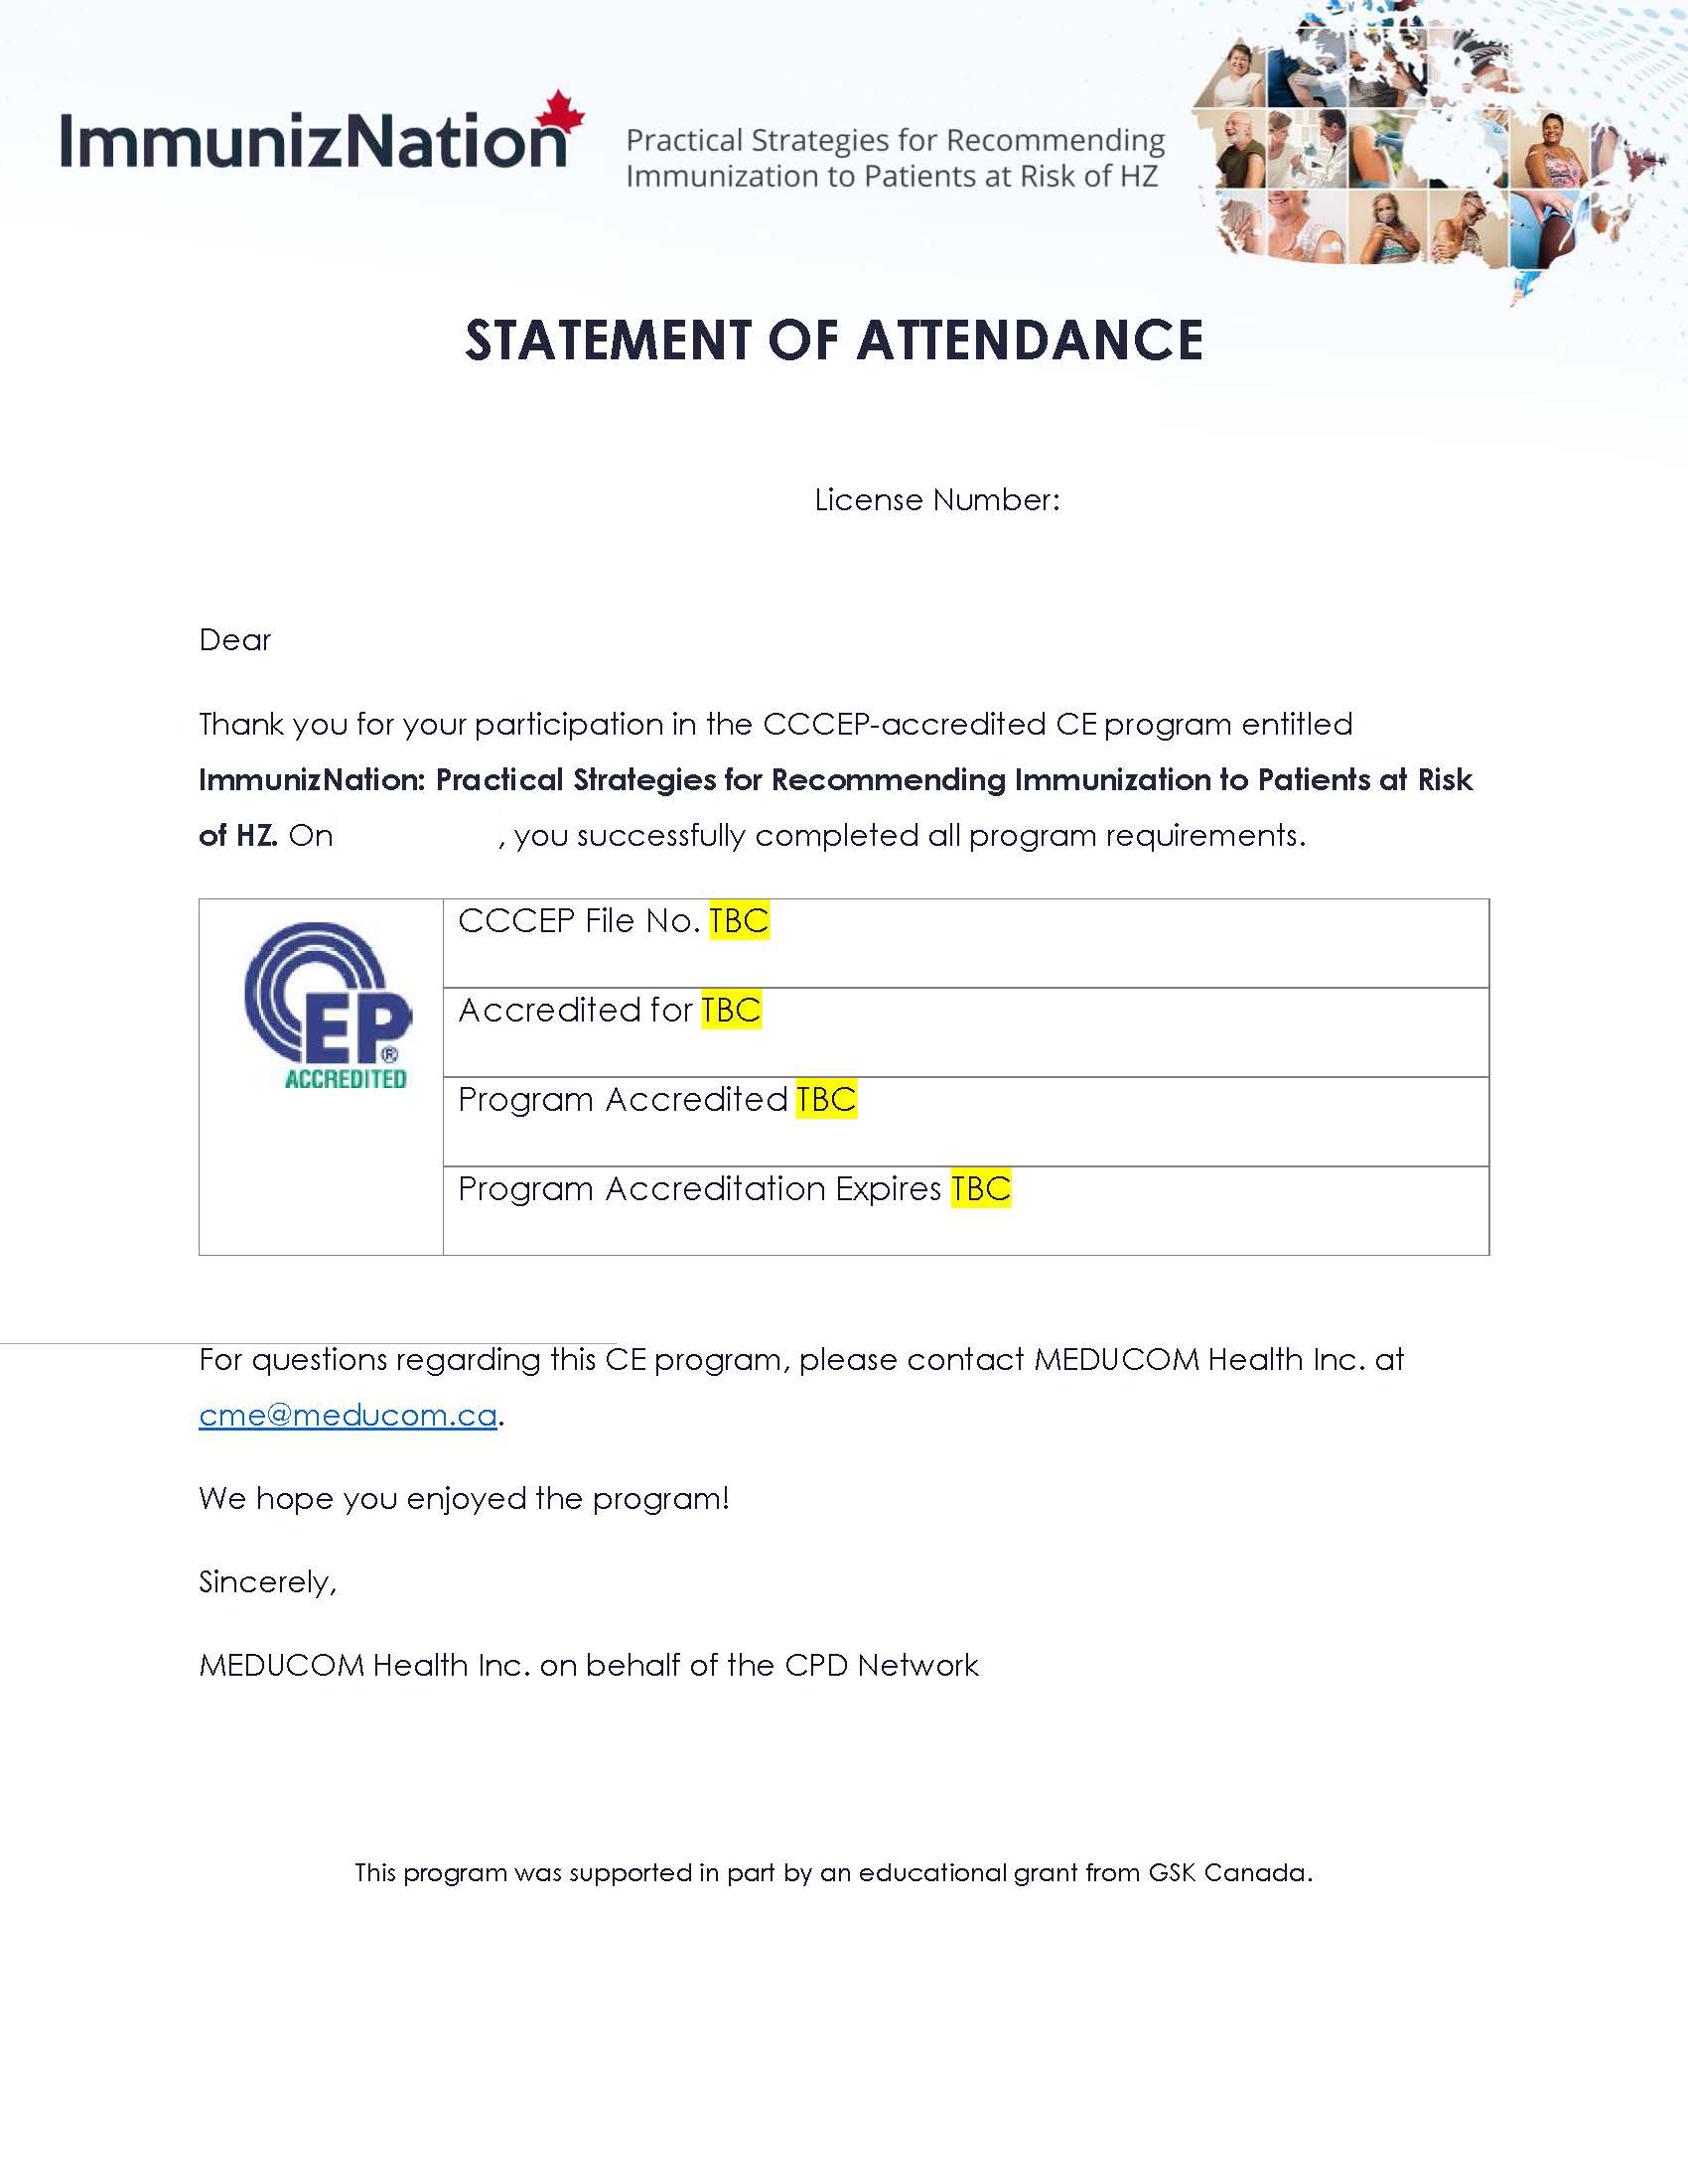 ImmunizNation
Practical Strategies for Recommending
Immunization to Patients at Risk of HZ
STATEMENT OF ATTENDANCE
License Number:
Dear
Thank you for your participation in the CCCEP-accredited CE program entitled
ImmunizNation: Practical Strategies for Recommending Immunization to Patients at Risk
of HZ. On , you successfully completed all program requirements.
CCCEP File No. TBC
Accredited for TBC
Program Accredited TBC
Program Accreditation Expires TBC
CCCEP®
ACCREDITED
For questions regarding this CE program, please contact MEDUCOM Health Inc. at
cme@meducom.ca.
We hope you enjoyed the program!
Sincerely,
MEDUCOM Health Inc. on behalf of the CPD Network
This program was supported in part by an educational grant from GSK Canada.